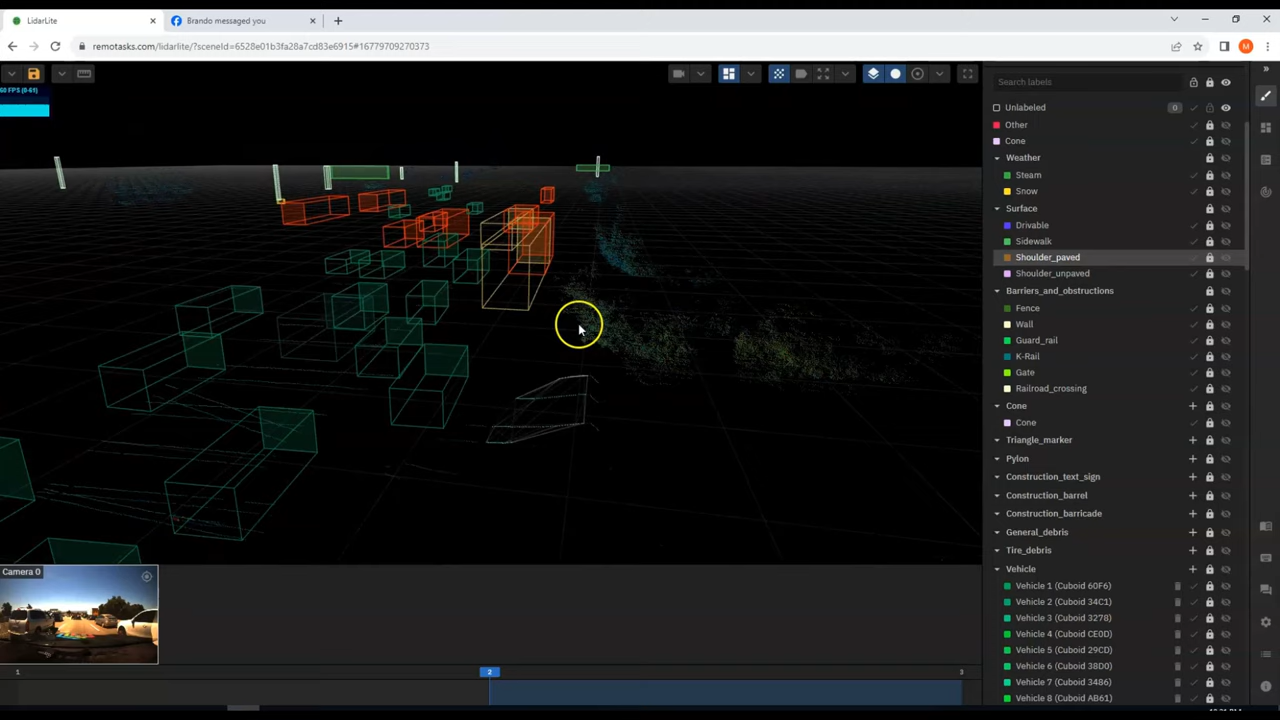 LidarLite
Brando messaged you
remotasks.com/lidarlite/?sceneId=6528e01b3fa28a7cd83e6915#16779709270373
M
60 FPS (0-61)
Search labels
Unlabeled
0
Other
Cone
Weather
Steam
Snow
Surface
Drivable
Sidewalk
Shoulder_paved
Shoulder_unpaved
Barriers_and_obstructions
Fence
Wall
Guard_rail
K-Rail
Gate
Railroad_crossing
Cone
Cone
Triangle_marker
Pylon
Construction_text_sign
Construction_barrel
Construction_barricade
General_debris
Tire_debris
Vehicle
Vehicle 1 (Cuboid 60F6)
Vehicle 2 (Cuboid 34C1)
Vehicle 3 (Cuboid 3278)
Vehicle 4 (Cuboid CE0D)
Vehicle 5 (Cuboid 29CD)
Vehicle 6 (Cuboid 38D0)
Vehicle 7 (Cuboid 3486)
Vehicle 8 (Cuboid AB61)
Camera 0
1
2
3